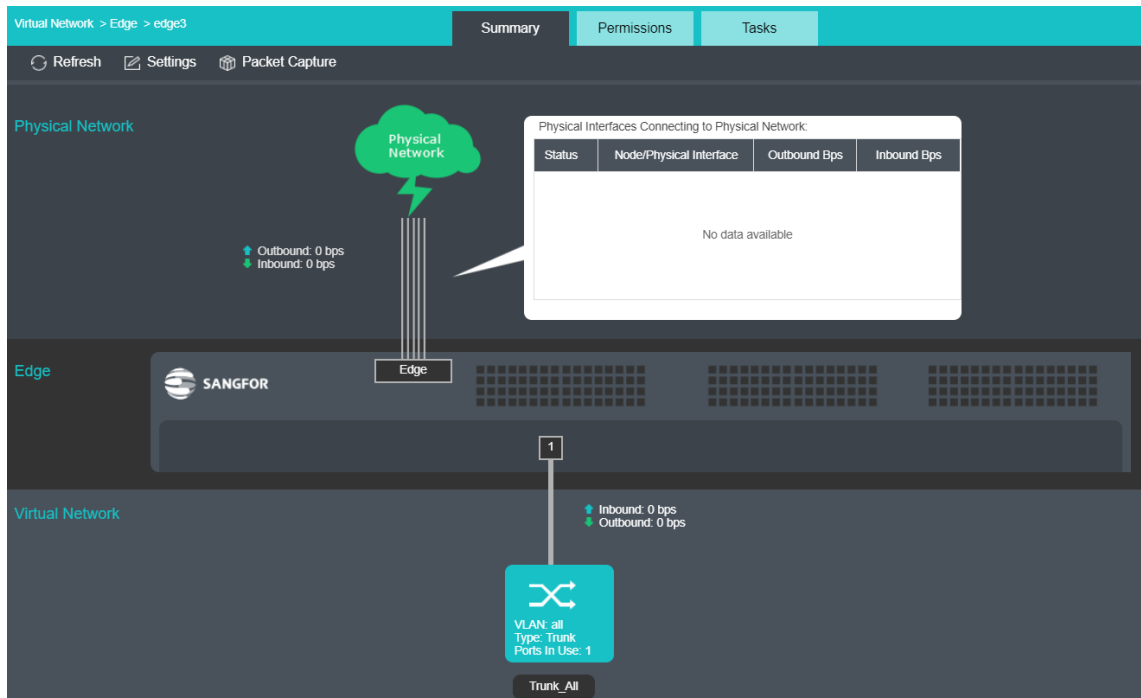 Virtual Network > Edge > edge3
Summary
Permissions
Tasks
Refresh
Settings
Packet Capture
Physical Network
Physical
Network
Physical Interfaces Connecting to Physical Network:
Status
Node/Physical Interface
Outbound Bps
Inbound Bps
No data available
Outbound: 0 bps
Inbound: 0 bps
Edge
SANGFOR
Edge
1
Virtual Network
Inbound: 0 bps
Outbound: 0 bps
VLAN: all
Type: Trunk
Ports In Use: 1
Trunk_All